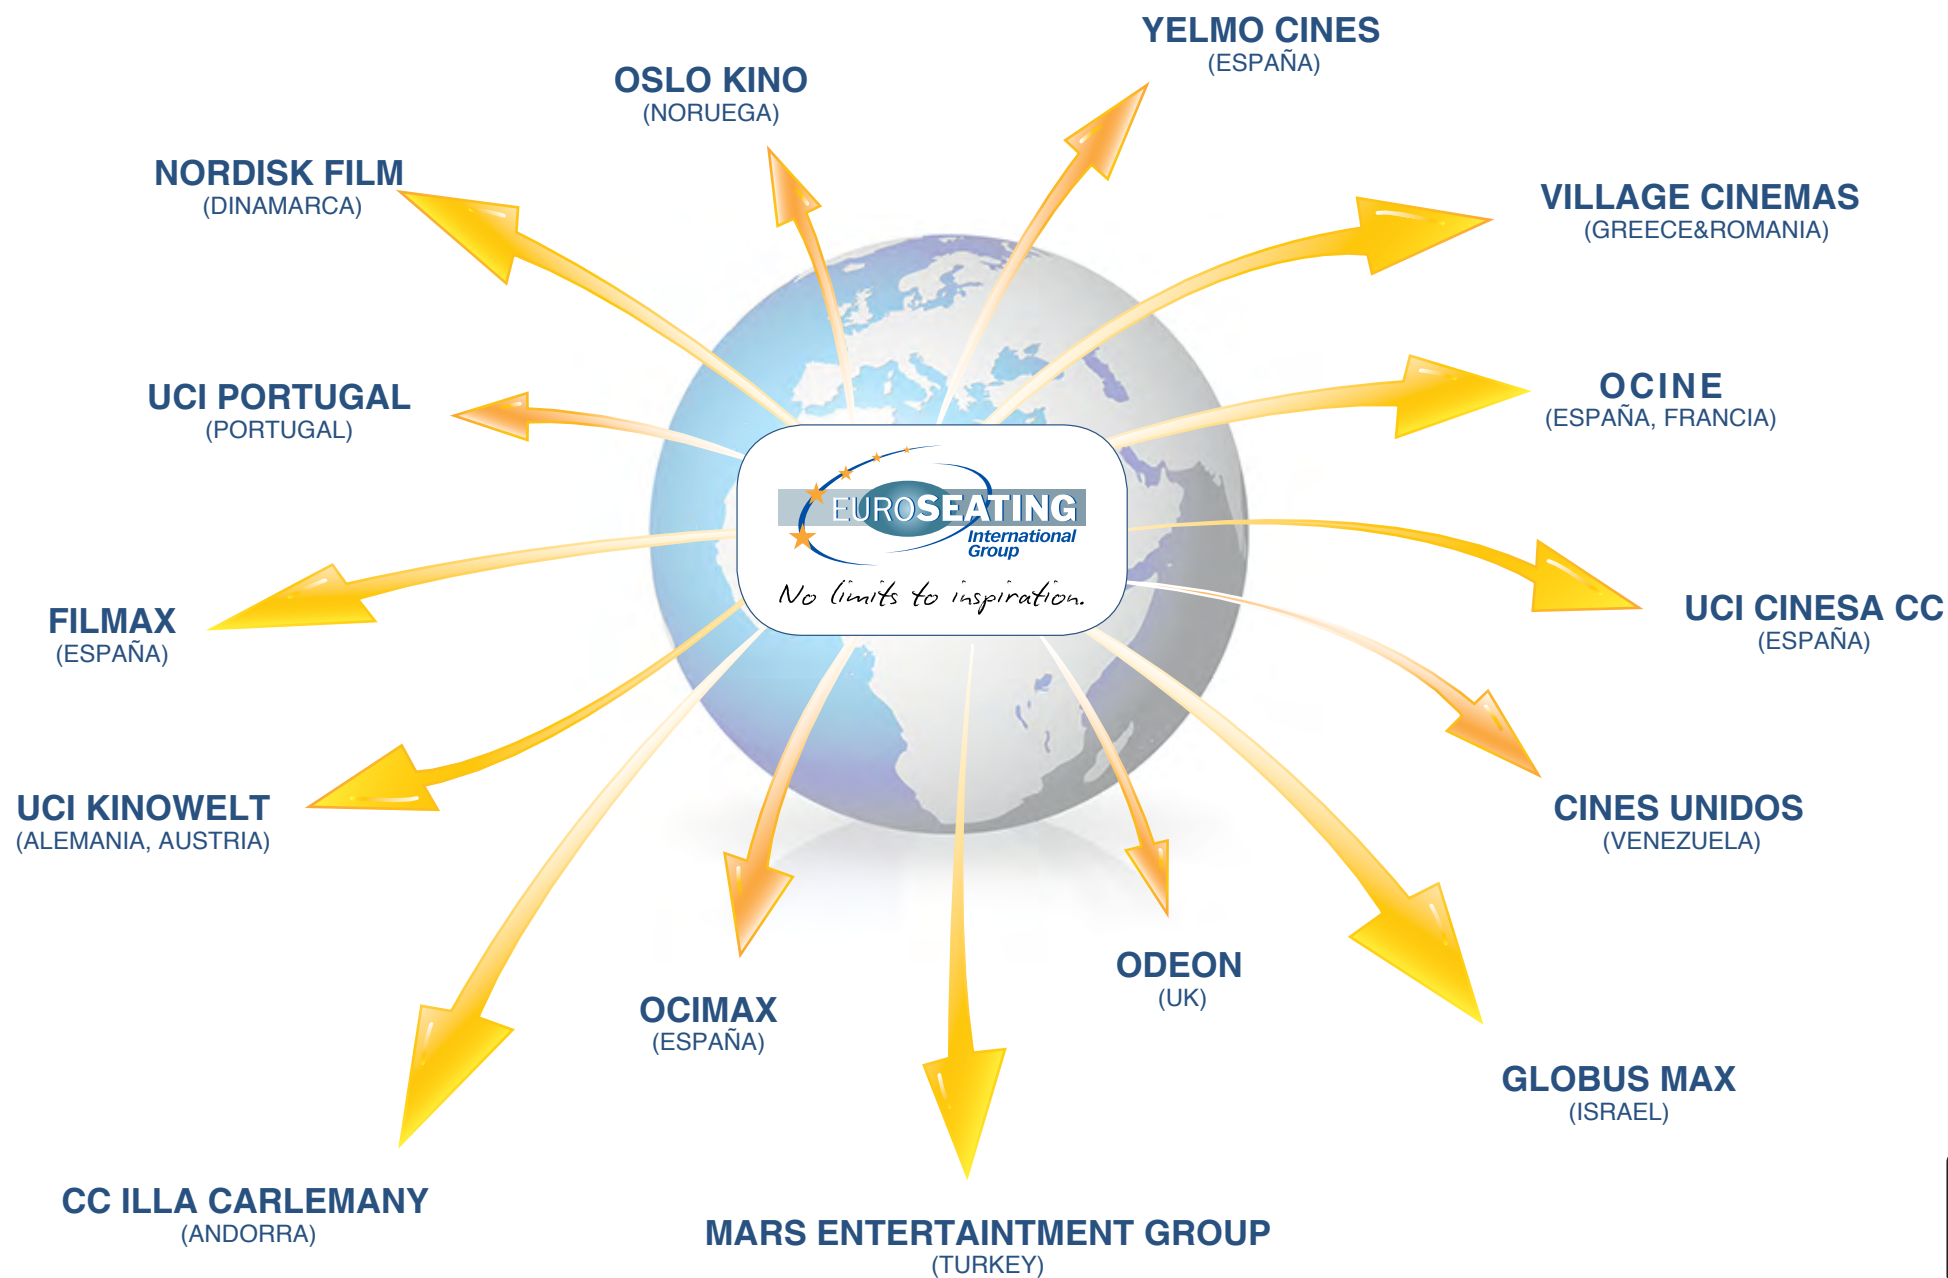 YELMO CINES
(ESPAÑA)
OSLO KINO
(NORUEGA)
NORDISK FILM
(DINAMARCA)
VILLAGE CINEMAS
(GREECE&ROMANIA)
UCI PORTUGAL
(PORTUGAL)
OCINE
(ESPAÑA, FRANCIA)
EUROSEATING
International
Group
No limits to inspiration.
FILMAX
(ESPAÑA)
UCI CINESA CC
(ESPAÑA)
UCI KINOWELT
(ALEMANIA, AUSTRIA)
CINES UNIDOS
(VENEZUELA)
OCIMAX
(ESPAÑA)
ODEON
(UK)
GLOBUS MAX
(ISRAEL)
CC ILLA CARLEMANY
(ANDORRA)
MARS ENTERTAINTMENT GROUP
(TURKEY)